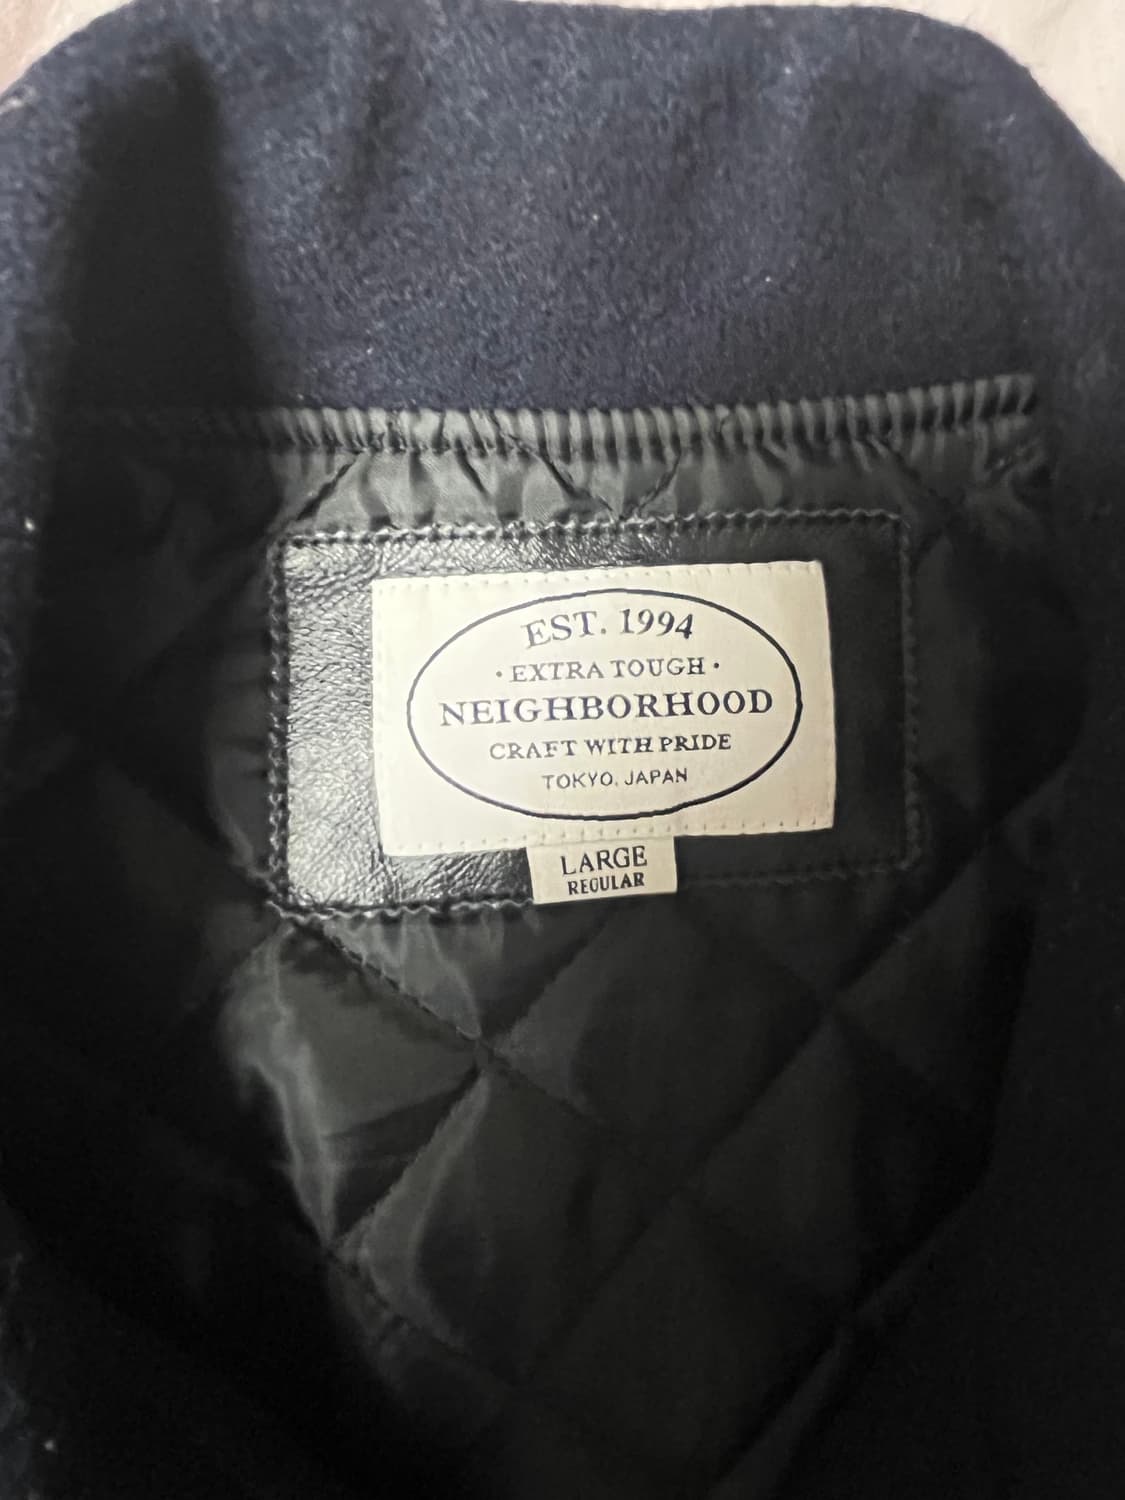 EST. 1994
· EXTRA TOUGH ·
NEIGHBORHOOD
CRAFT WITH PRIDE
TOKYO, JAPAN
LARGE
REGULAR